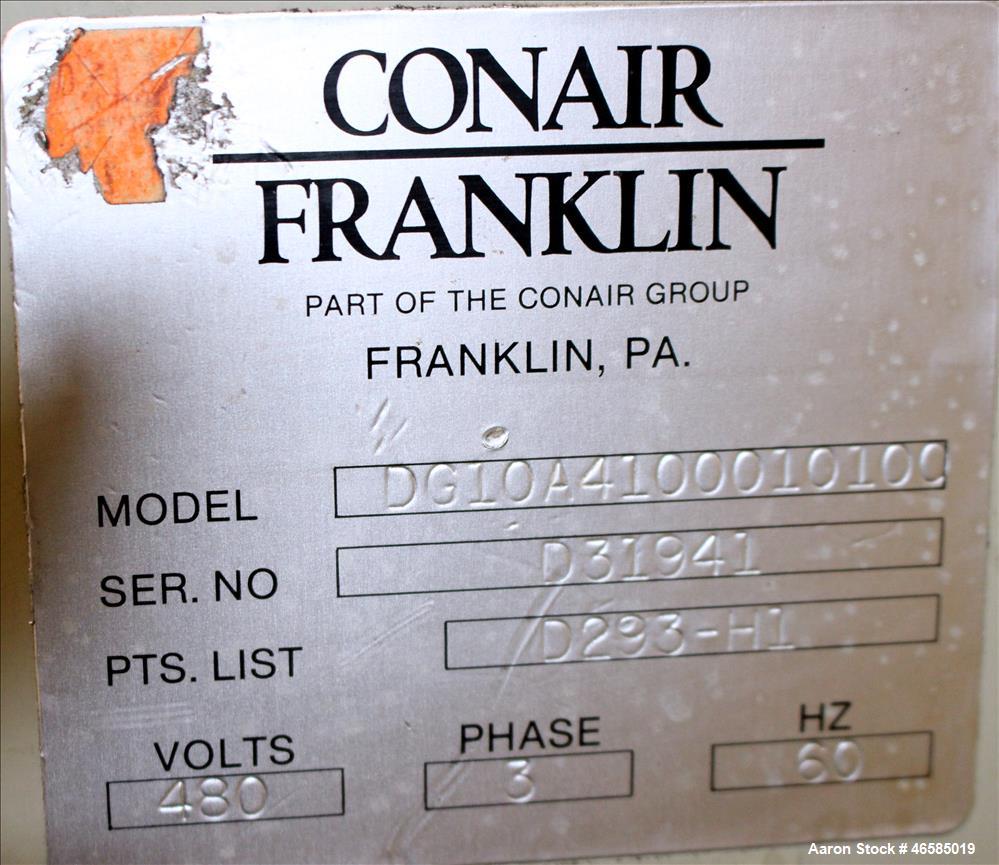 CONAIR
FRANKLIN
PART OF THE CONAIR GROUP
FRANKLIN, PA.
MODEL DG10A4100010100
SER. NO D31941
PTS. LIST D293-H1
VOLTS PHASE HZ
480 3 60
Aaron Stock # 46585019